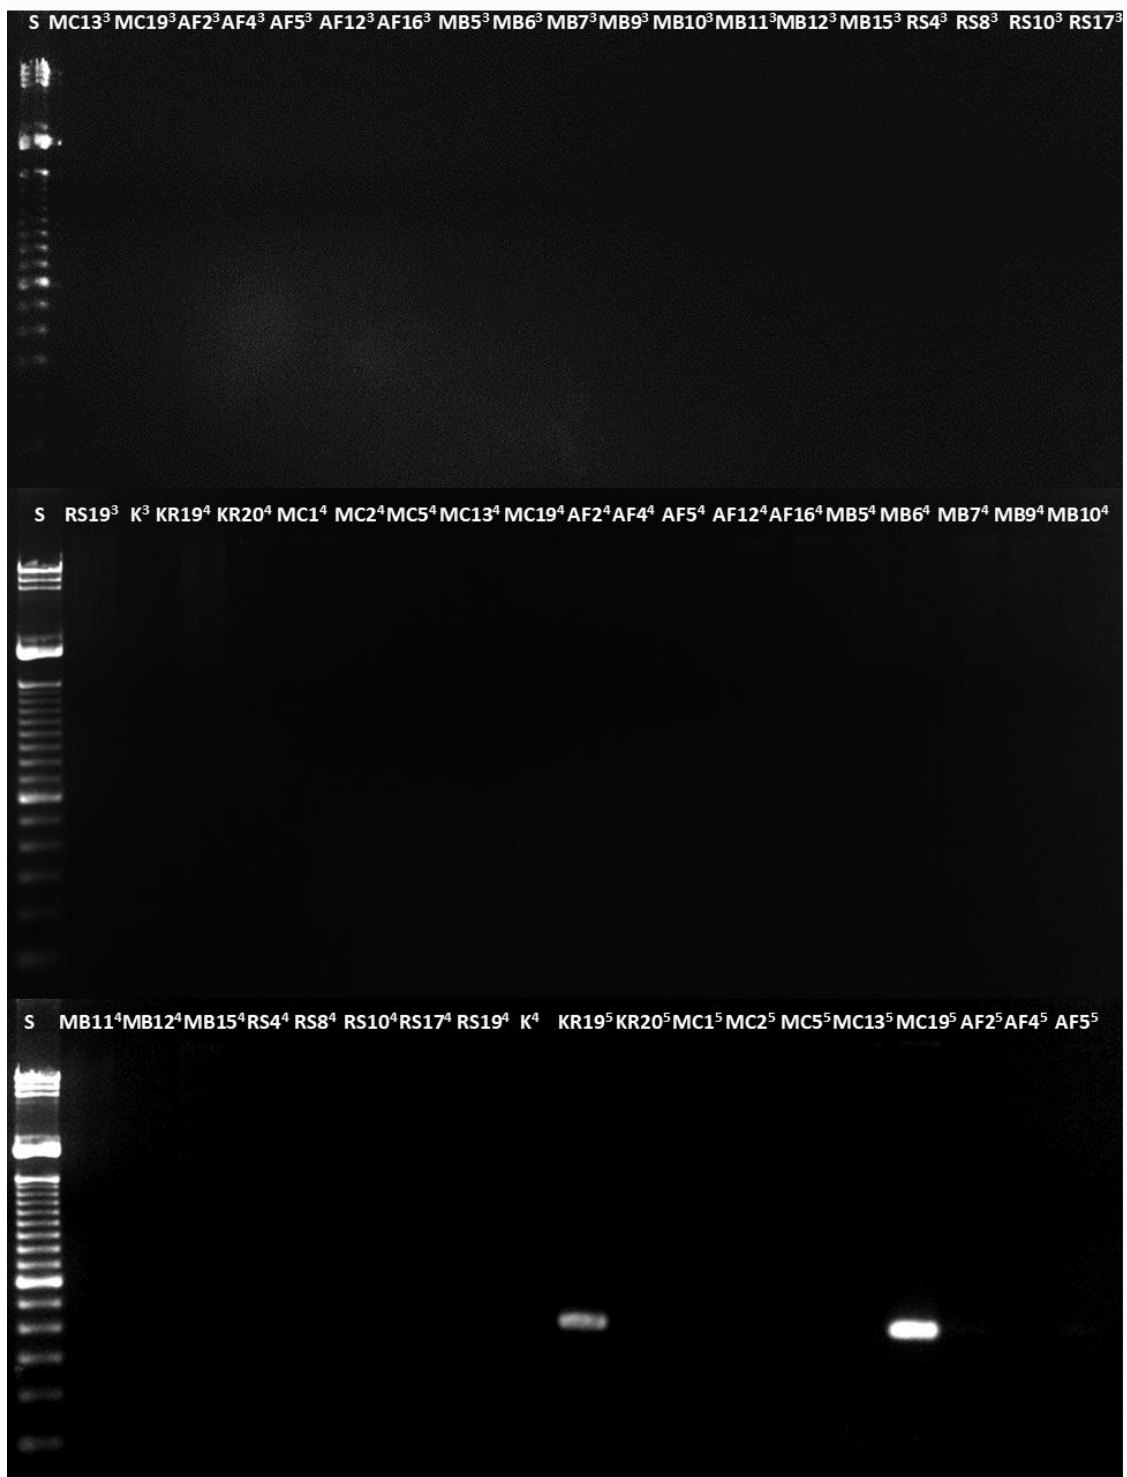 S MC13³ MC19³ AF2³ AF4³ AF5³ AF12³ AF16³ MB5³ MB6³ MB7³ MB9³ MB10³ MB11³ MB12³ MB15³ RS4³ RS8³ RS10³ RS17³
S RS19³ K³ KR19⁴ KR20⁴ MC1⁴ MC2⁴ MC5⁴ MC13⁴ MC19⁴ AF2⁴ AF4⁴ AF5⁴ AF12⁴ AF16⁴ MB5⁴ MB6⁴ MB7⁴ MB9⁴ MB10⁴
S MB11⁴ MB12⁴ MB15⁴ RS4⁴ RS8⁴ RS10⁴ RS17⁴ RS19⁴ K⁴ KR19⁵ KR20⁵ MC1⁵ MC2⁵ MC5⁵ MC13⁵ MC19⁵ AF2⁵ AF4⁵ AF5⁵